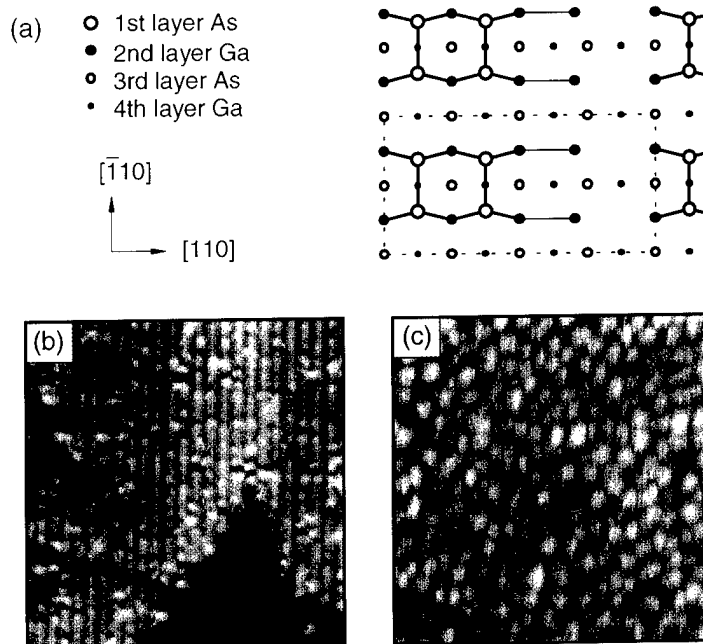 (a)
1st layer As
2nd layer Ga
3rd layer As
4th layer Ga
[1̅10]
[110]
(b)
(c)